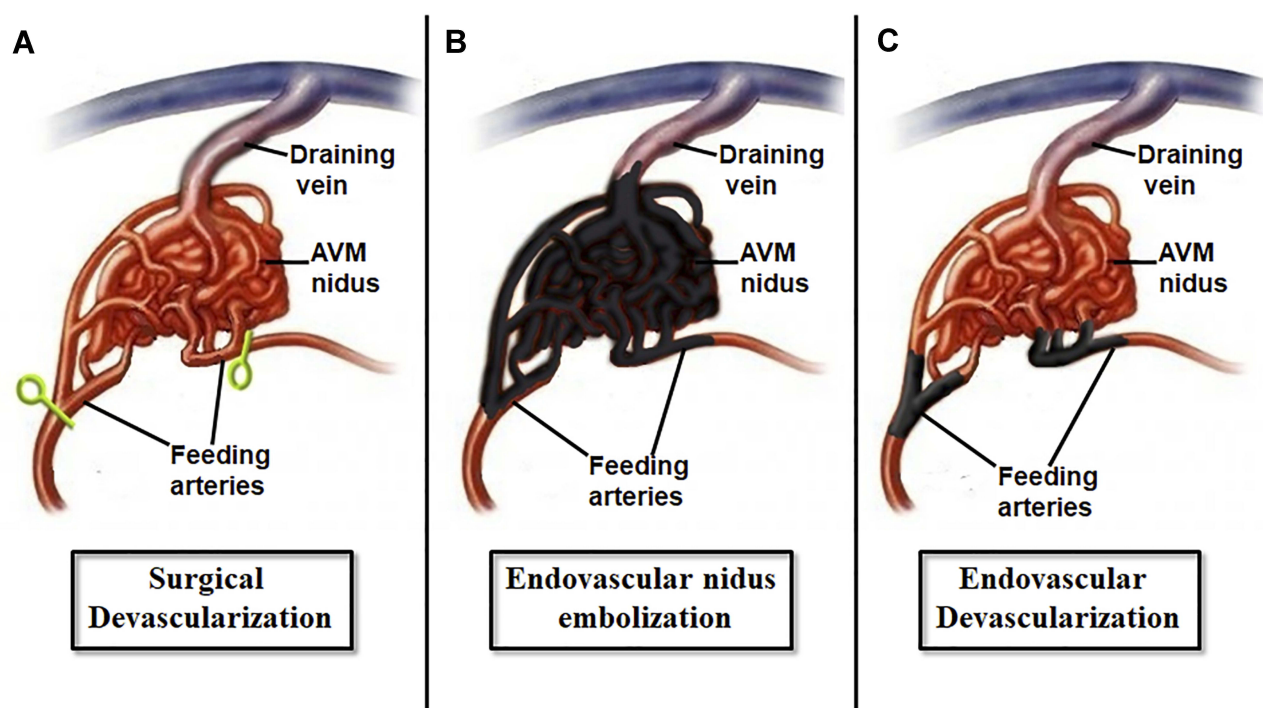 A
Draining
vein
AVM
nidus
Feeding
arteries
Surgical
Devascularization
B
Draining
vein
AVM
nidus
Feeding
arteries
Endovascular nidus
embolization
C
Draining
vein
AVM
nidus
Feeding
arteries
Endovascular
Devascularization